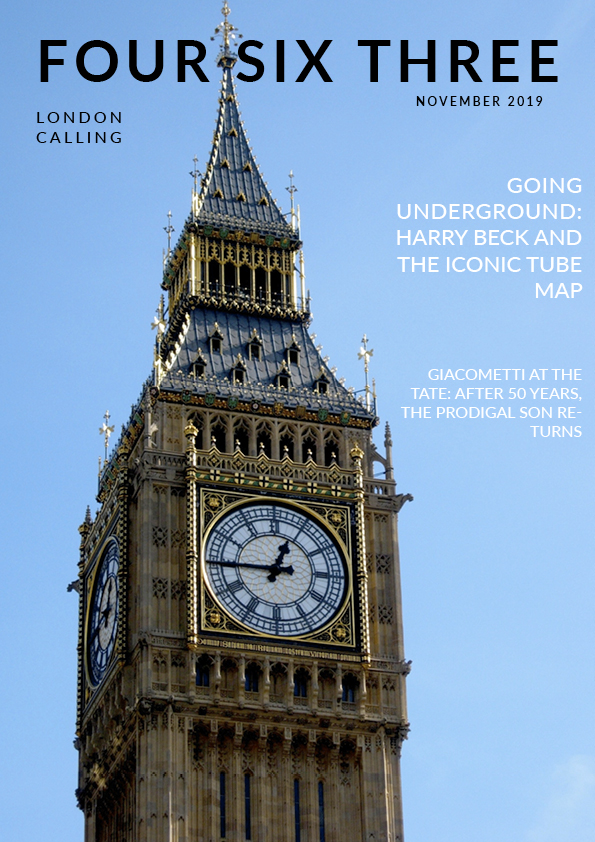 FOUR SIX THREE
NOVEMBER 2019
LONDON
CALLING
GOING
UNDERGROUND:
HARRY BECK AND
THE ICONIC TUBE
MAP
GIACOMETTI AT THE
TATE: AFTER 50 YEARS,
THE PRODIGAL SON RE-
TURNS